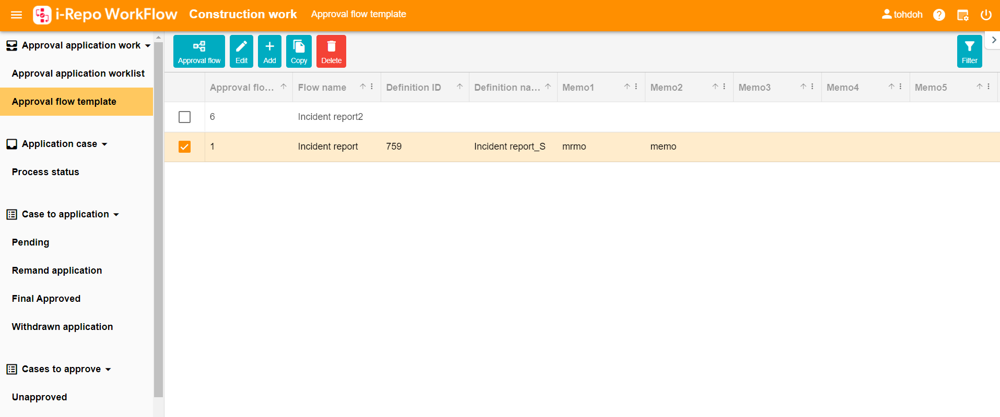 i-Repo WorkFlow Construction work Approval flow template tohdoh
Approval application work
Approval application worklist
Approval flow template
Application case
Process status
Case to application
Pending
Remand application
Final Approved
Withdrawn application
Cases to approve
Unapproved
Approval flow Edit Add Copy Delete Filter
Approval flo... Flow name Definition ID Definition na... Memo1 Memo2 Memo3 Memo4 Memo5
6 Incident report2
1 Incident report 759 Incident report_S mrmo memo